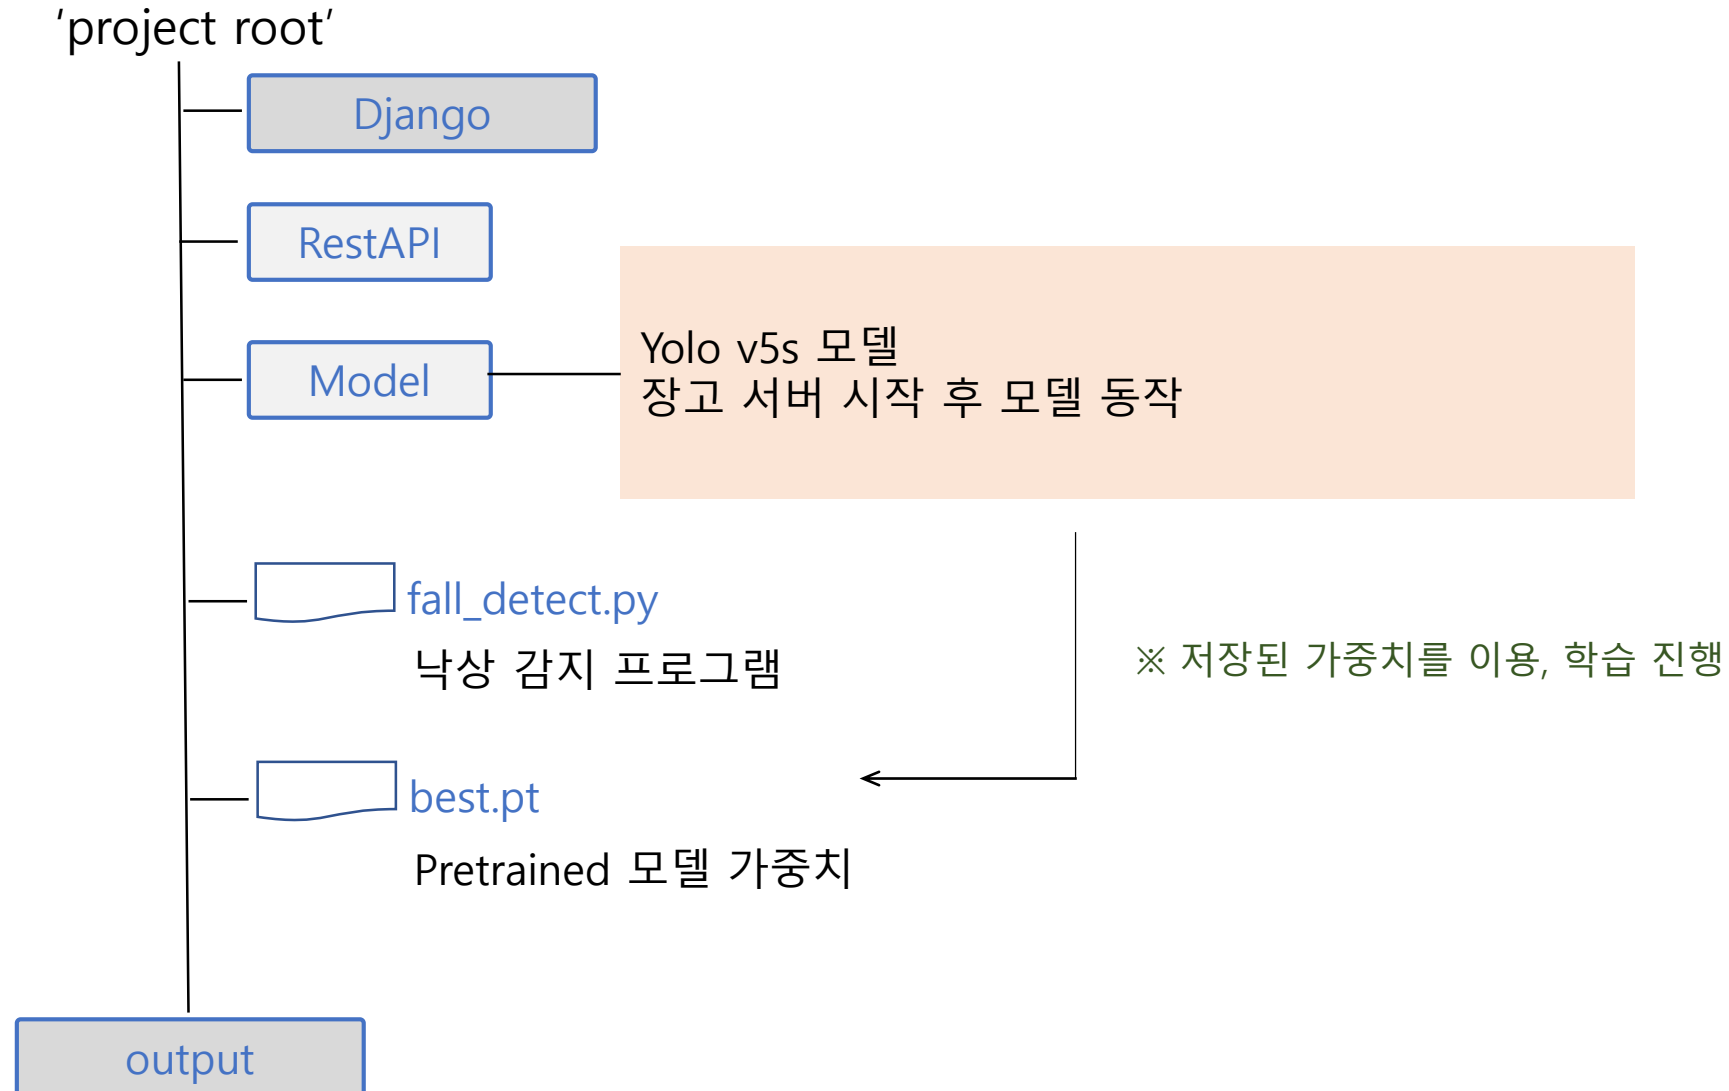 ‘project root’
Django
RestAPI
Model
Yolo v5s 모델
장고 서버 시작 후 모델 동작
fall_detect.py
낙상 감지 프로그램
※ 저장된 가중치를 이용, 학습 진행
best.pt
Pretrained 모델 가중치
output